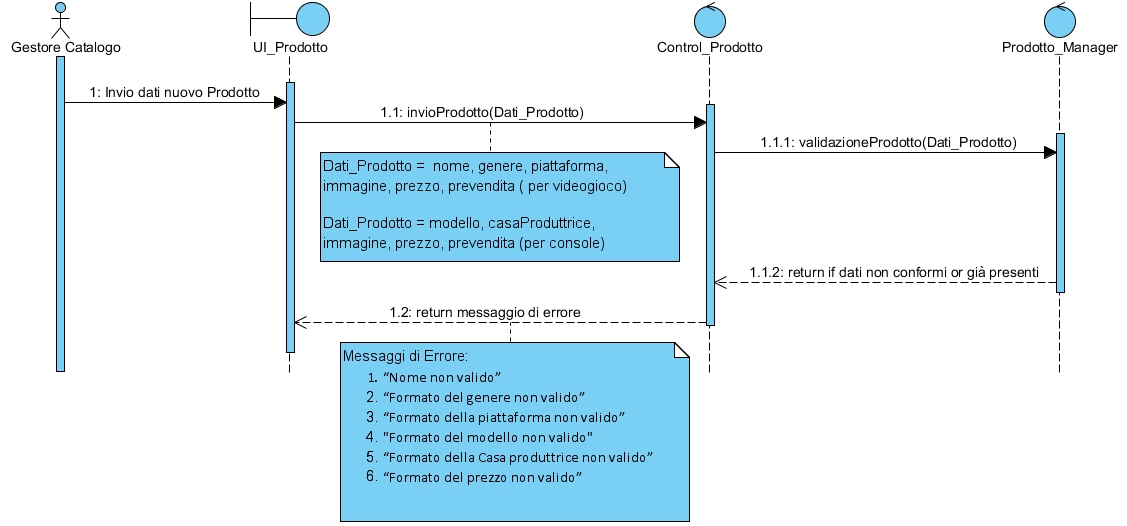 Gestore Catalogo
UI_Prodotto
Control_Prodotto
Prodotto_Manager
1: Invio dati nuovo Prodotto
1.1: invioProdotto(Dati_Prodotto)
1.1.1: validazioneProdotto(Dati_Prodotto)
Dati_Prodotto =  nome, genere, piattaforma,
immagine, prezzo, prevendita ( per videogioco)
Dati_Prodotto = modello, casaProduttrice,
immagine, prezzo, prevendita (per console)
1.1.2: return if dati non conformi or già presenti
1.2: return messaggio di errore
Messaggi di Errore:
1. “Nome non valido”
2. “Formato del genere non valido”
3. “Formato della piattaforma non valido”
4. "Formato del modello non valido"
5. “Formato della Casa produttrice non valido”
6. “Formato del prezzo non valido”